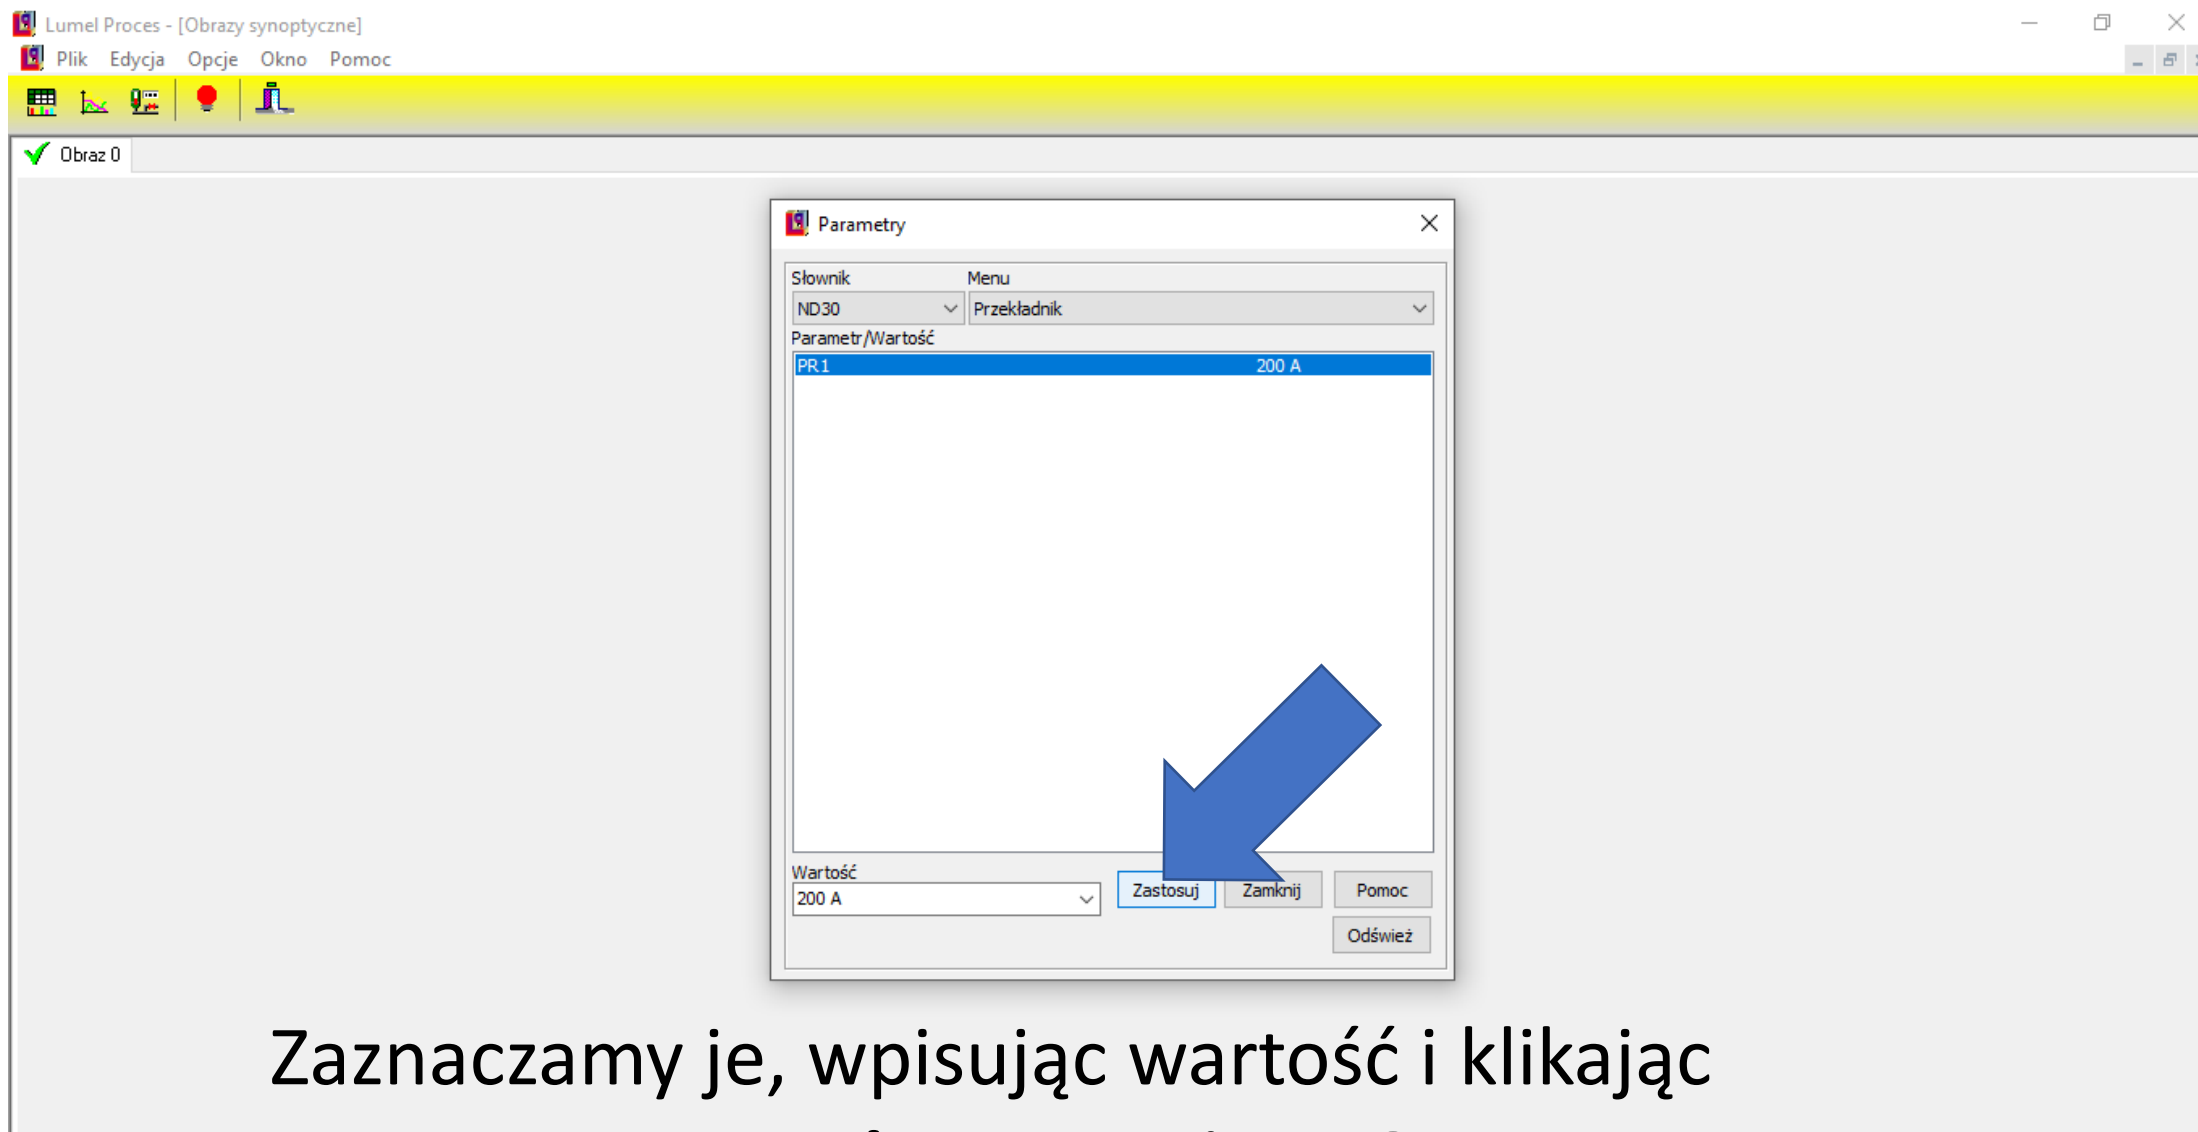 Lumel Proces - [Obrazy synoptyczne]
Plik Edycja Opcje Okno Pomoc
Obraz 0
Parametry
Słownik Menu
ND30 Przekładnik
Parametr/Wartość
PR1 200 A
Wartość
200 A Zastosuj Zamknij Pomoc
Odśwież
Zaznaczamy je, wpisując wartość i klikając